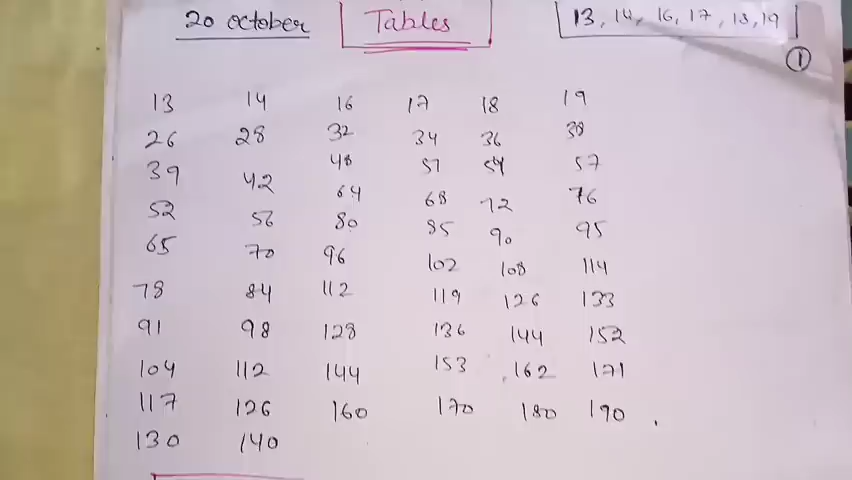 20 october Tables 13, 14, 16, 17, 18, 19
1
13 14 16 17 18 19
26 28 32 34 36 38
39 42 48 51 54 57
52 56 64 68 72 76
65 70 80 85 90 95
78 84 96 102 108 114
91 98 112 119 126 133
104 112 128 136 144 152
117 126 144 153 162 171
130 140 160 170 180 190